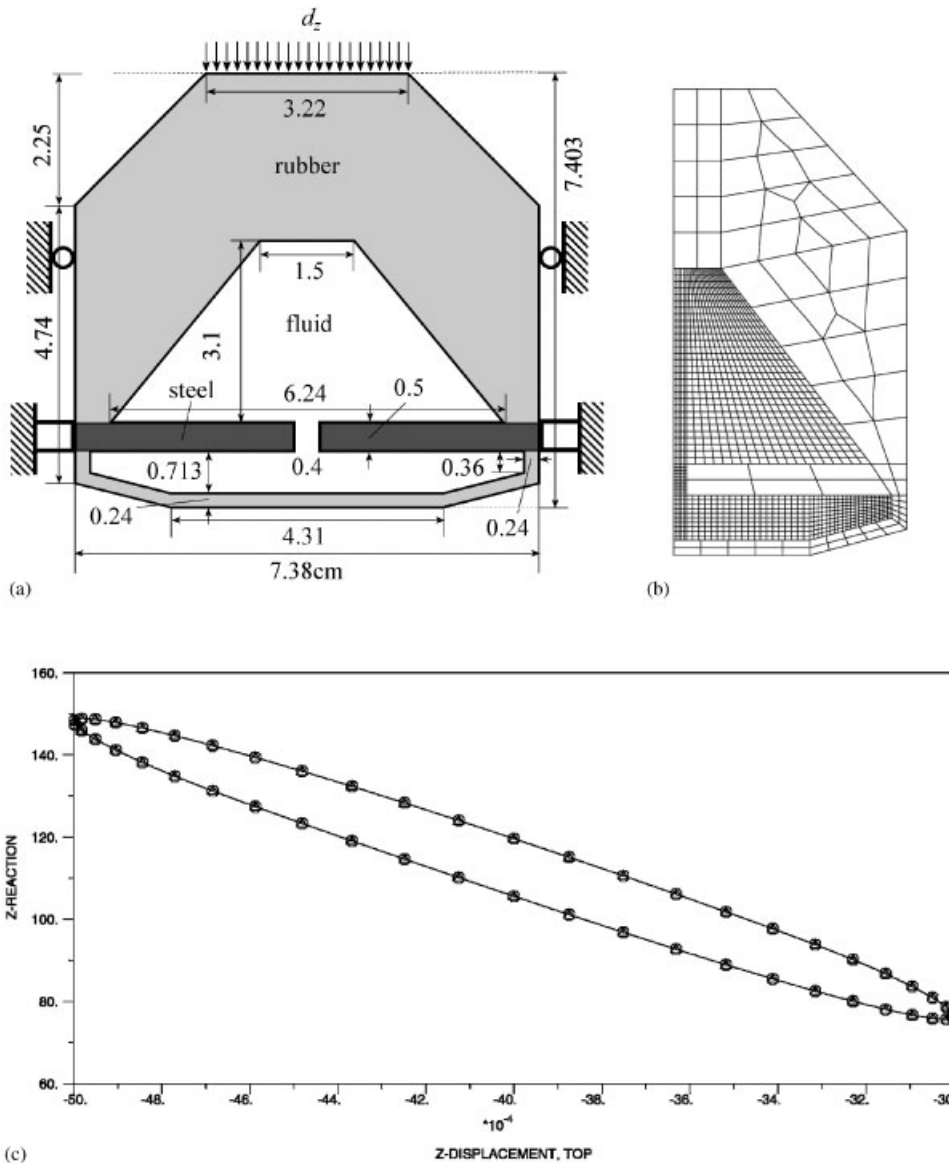 d_z
3.22
2.25
rubber
7.403
1.5
4.74
3.1
fluid
steel
6.24
0.5
0.713
0.4
0.36
0.24
0.24
4.31
7.38cm
(a)
(b)
160.
140.
120.
100.
80.
60.
Z-REACTION
-50. -48. -46. -44. -42. -40. -38. -36. -34. -32. -30
*10⁻⁴
(c)
Z-DISPLACEMENT, TOP